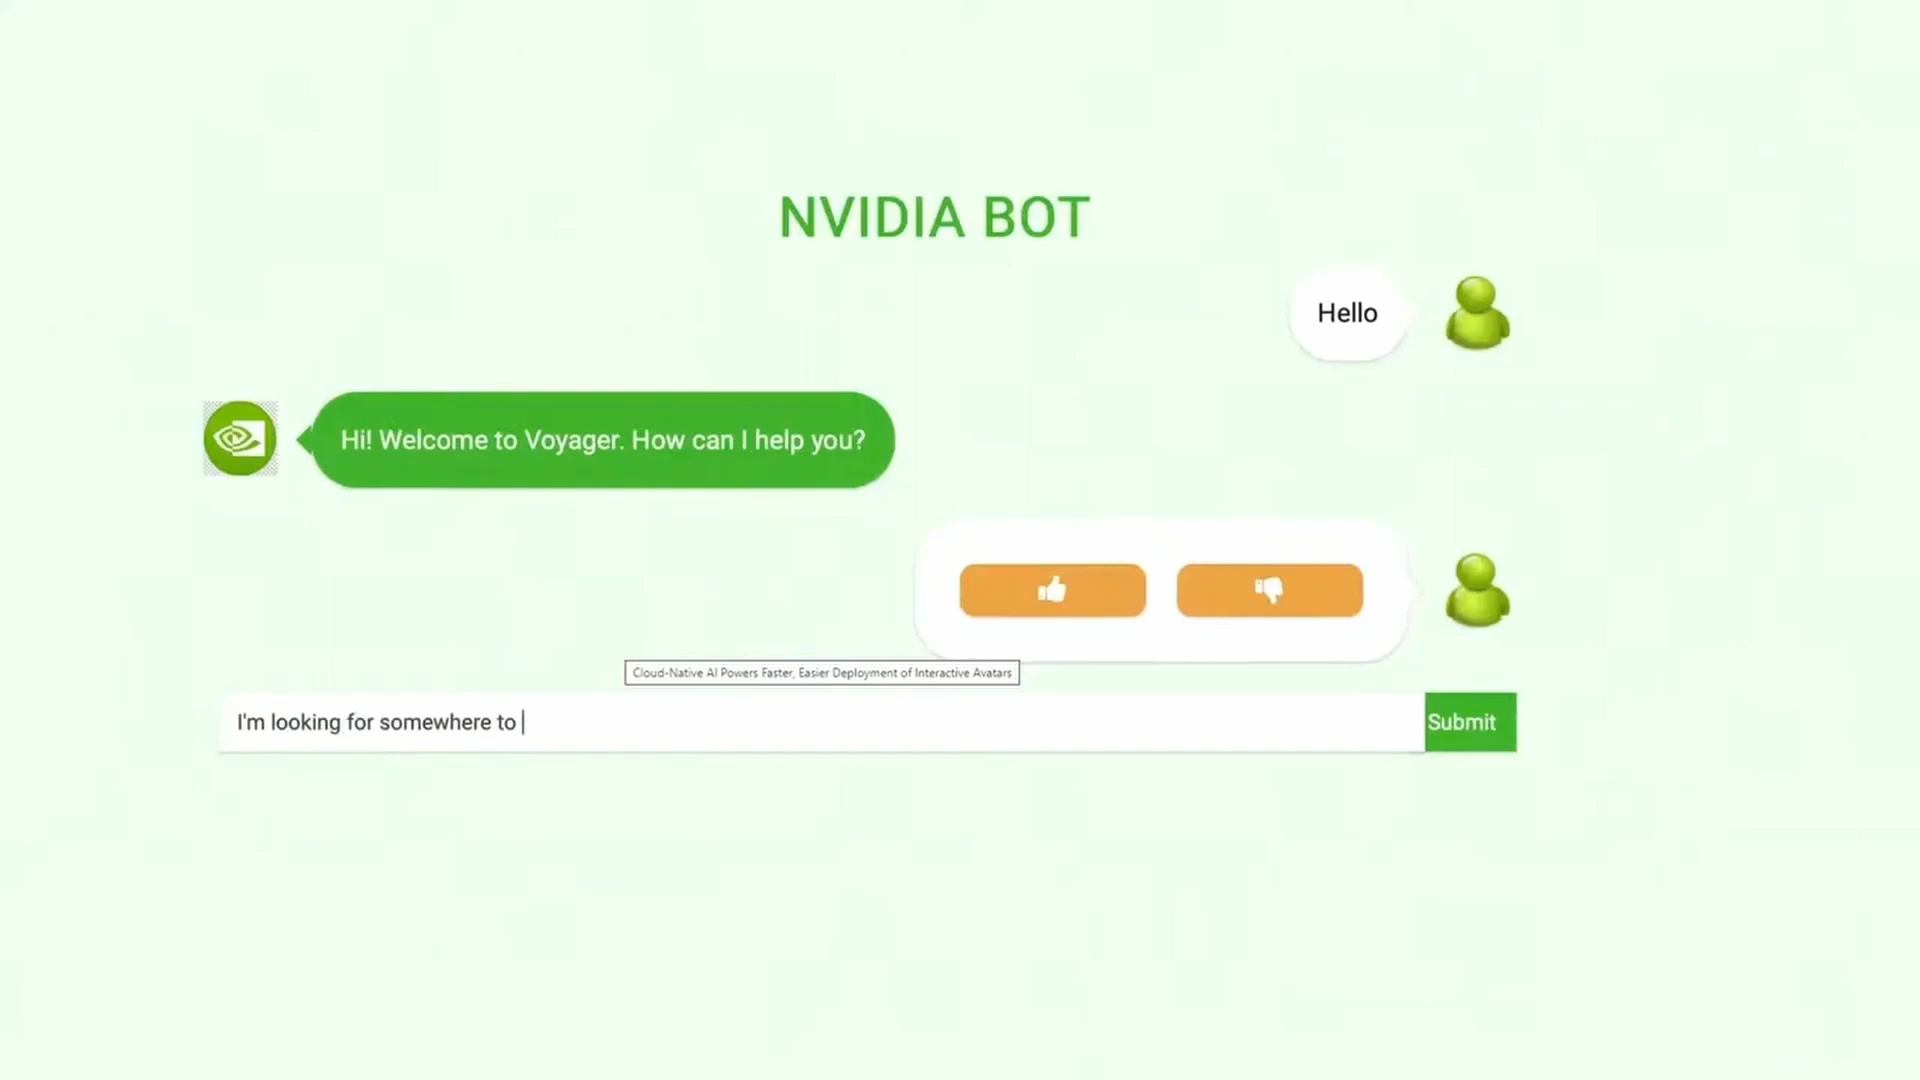 NVIDIA BOT
Hello
Hi! Welcome to Voyager. How can I help you?
Cloud-Native AI Powers Faster, Easier Deployment of Interactive Avatars
I'm looking for somewhere to
Submit